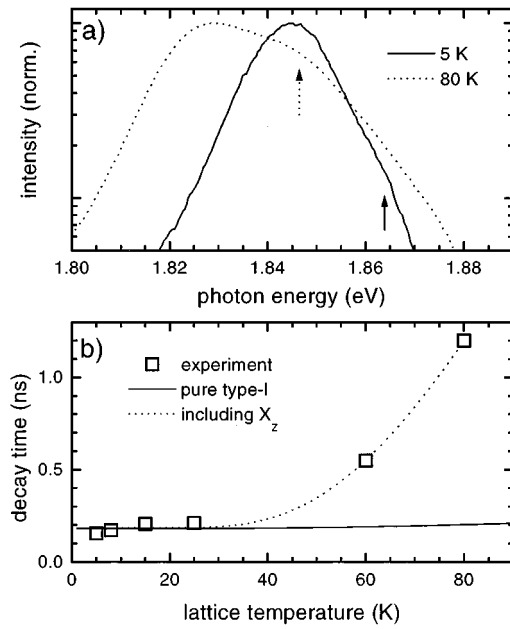 a)
5 K
80 K
intensity (norm.)
1.80 1.82 1.84 1.86 1.88
photon energy (eV)
b)
experiment
pure type-I
including X_z
decay time (ns)
1.0
0.5
0.0
0 20 40 60 80
lattice temperature (K)